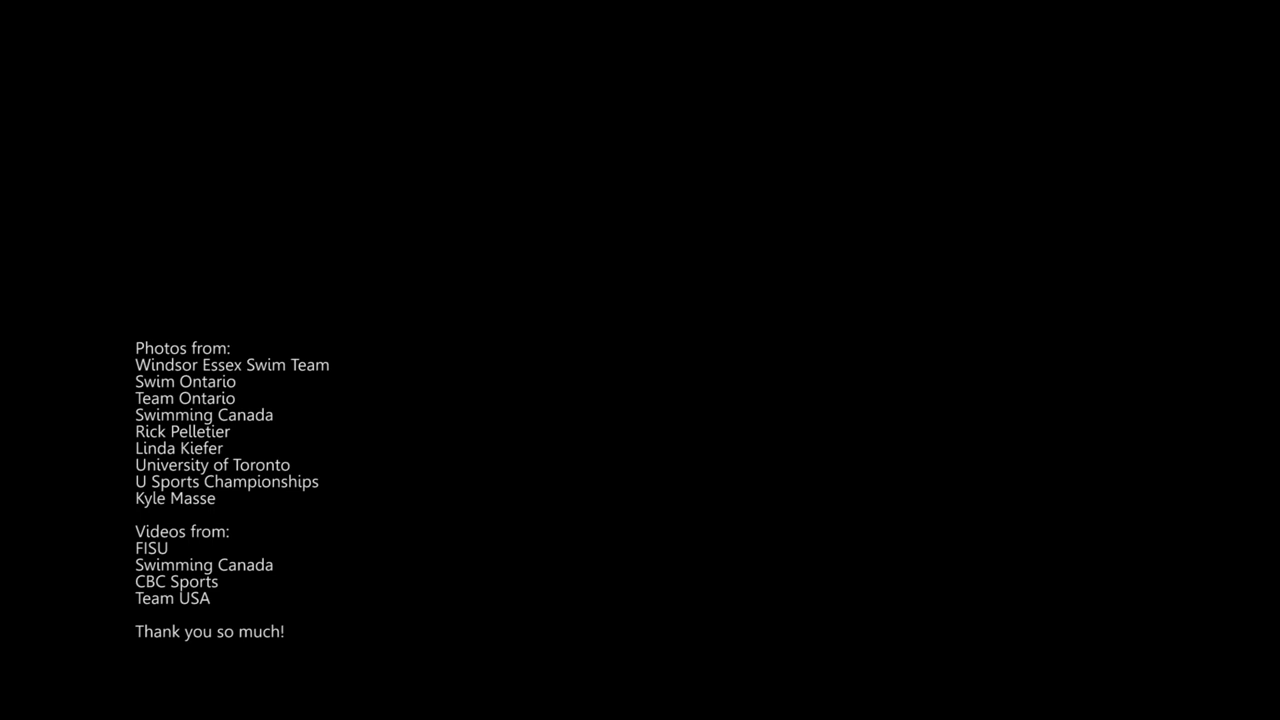 Photos from:
Windsor Essex Swim Team
Swim Ontario
Team Ontario
Swimming Canada
Rick Pelletier
Linda Kiefer
University of Toronto
U Sports Championships
Kyle Masse
Videos from:
FISU
Swimming Canada
CBC Sports
Team USA
Thank you so much!